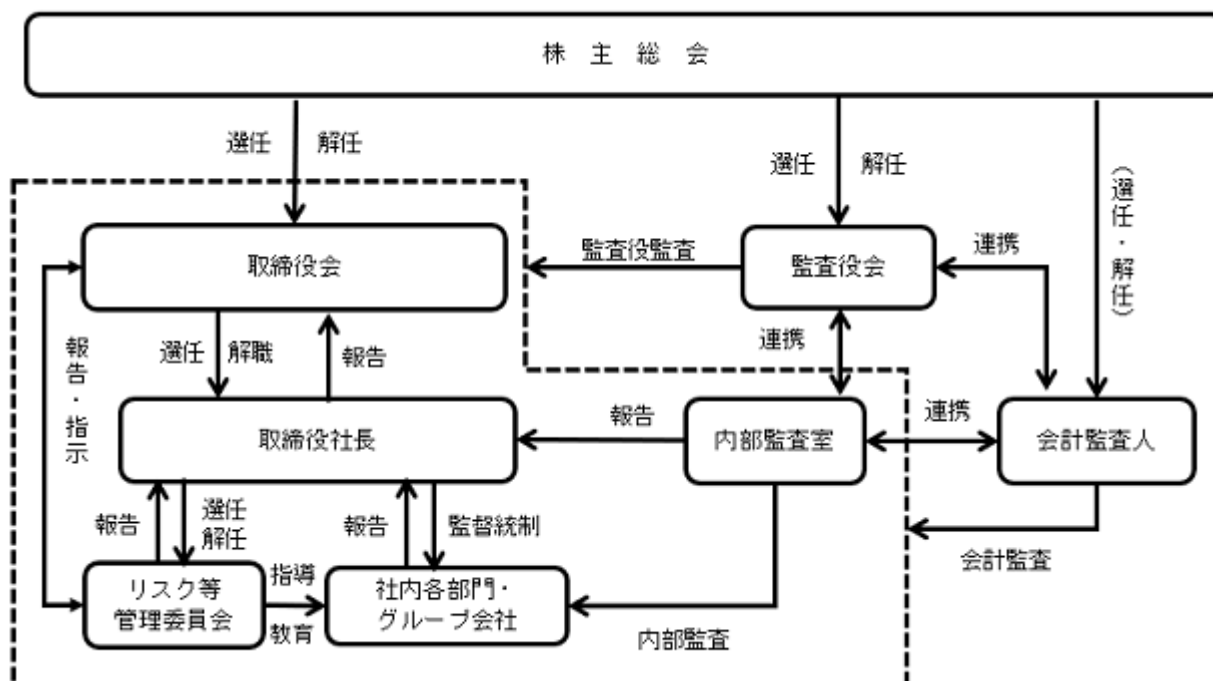 株 主 総 会
選任 解任
選任 解任
(選任・解任)
取締役会
監査役監査
監査役会
連携
報告・指示
選任 解職
報告
連携
取締役社長
報告
内部監査室
連携
会計監査人
報告
選任
解任
報告
監督統制
会計監査
リスク等
管理委員会
指導
教育
社内各部門・
グループ会社
内部監査